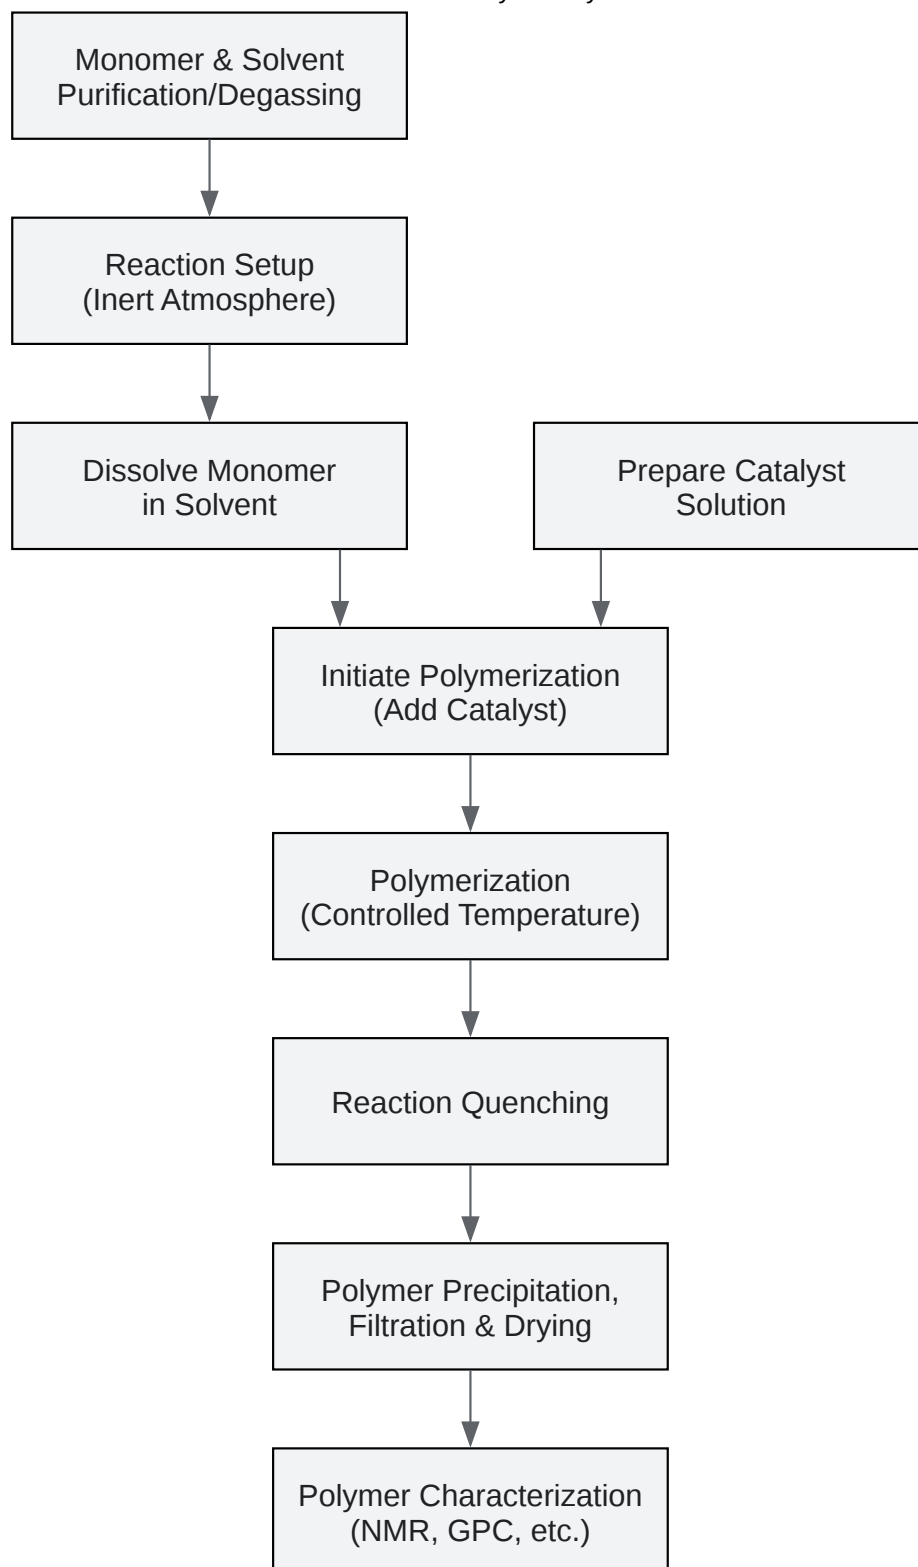 Monomer & Solvent
Purification/Degassing
Reaction Setup
(Inert Atmosphere)
Dissolve Monomer
in Solvent
Prepare Catalyst
Solution
Initiate Polymerization
(Add Catalyst)
Polymerization
(Controlled Temperature)
Reaction Quenching
Polymer Precipitation,
Filtration & Drying
Polymer Characterization
(NMR, GPC, etc.)